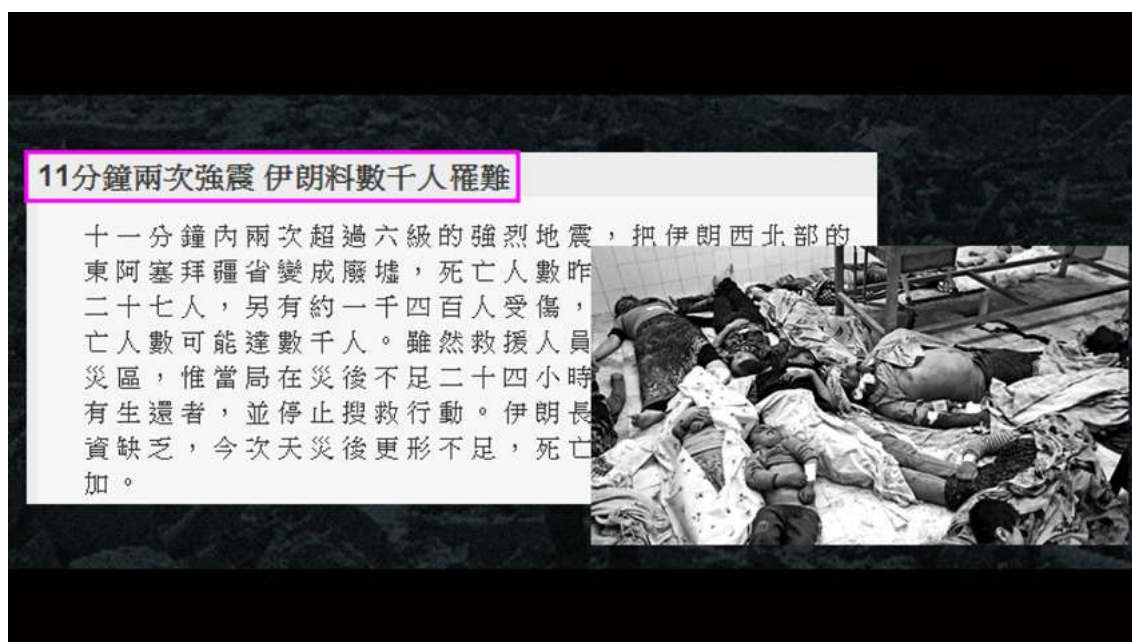 11分鐘兩次強震 伊朗料數千人罹難
十一分鐘內兩次超過六級的強烈地震，把伊朗西北部的
東阿塞拜疆省變成廢墟，死亡人數昨
二十七人，另有約一千四百人受傷，
亡人數可能達數千人。雖然救援人員
災區，惟當局在災後不足二十四小時
有生還者，並停止搜救行動。伊朗長
資缺乏，今次天災後更形不足，死亡
加。